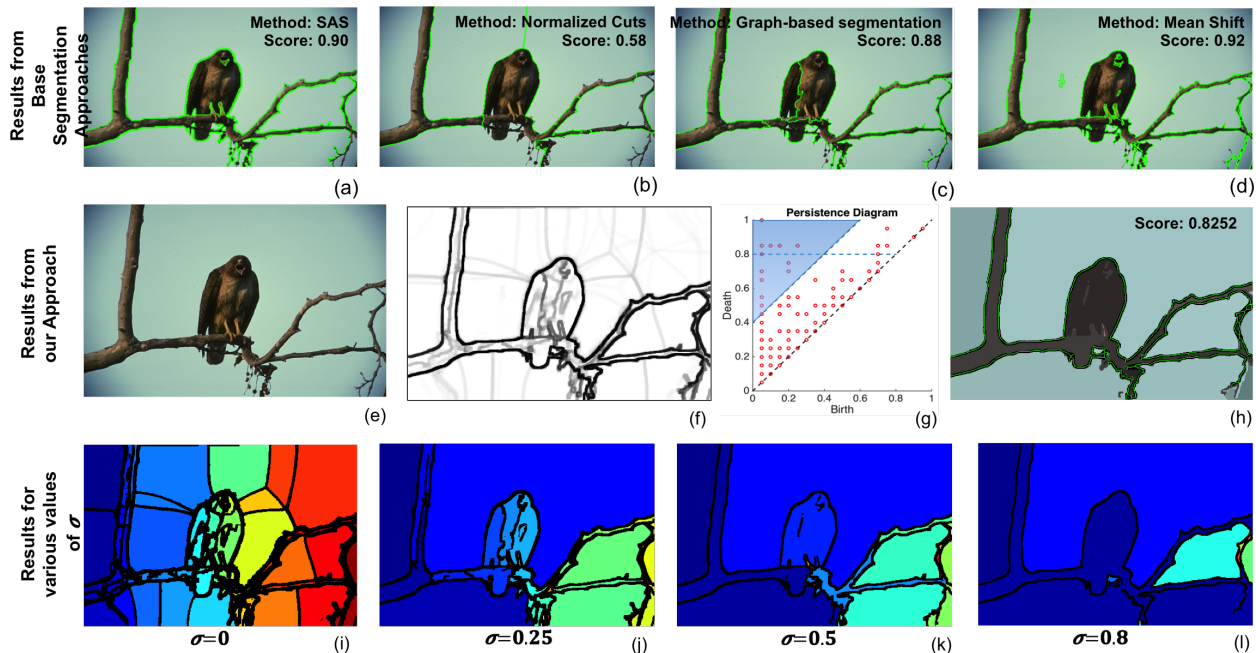 Results from
Base
Segmentation
Approaches
Method: SAS
Score: 0.90
(a)
Method: Normalized Cuts
Score: 0.58
(b)
Method: Graph-based segmentation
Score: 0.88
(c)
Method: Mean Shift
Score: 0.92
(d)
Results from
our Approach
(e)
(f)
Persistence Diagram
Death
1
0.8
0.6
0.4
0.2
0
0 0.2 0.4 0.6 0.8 1
Birth
(g)
Score: 0.8252
(h)
Results for
various values
of σ
σ=0
(i)
σ=0.25
(j)
σ=0.5
(k)
σ=0.8
(l)